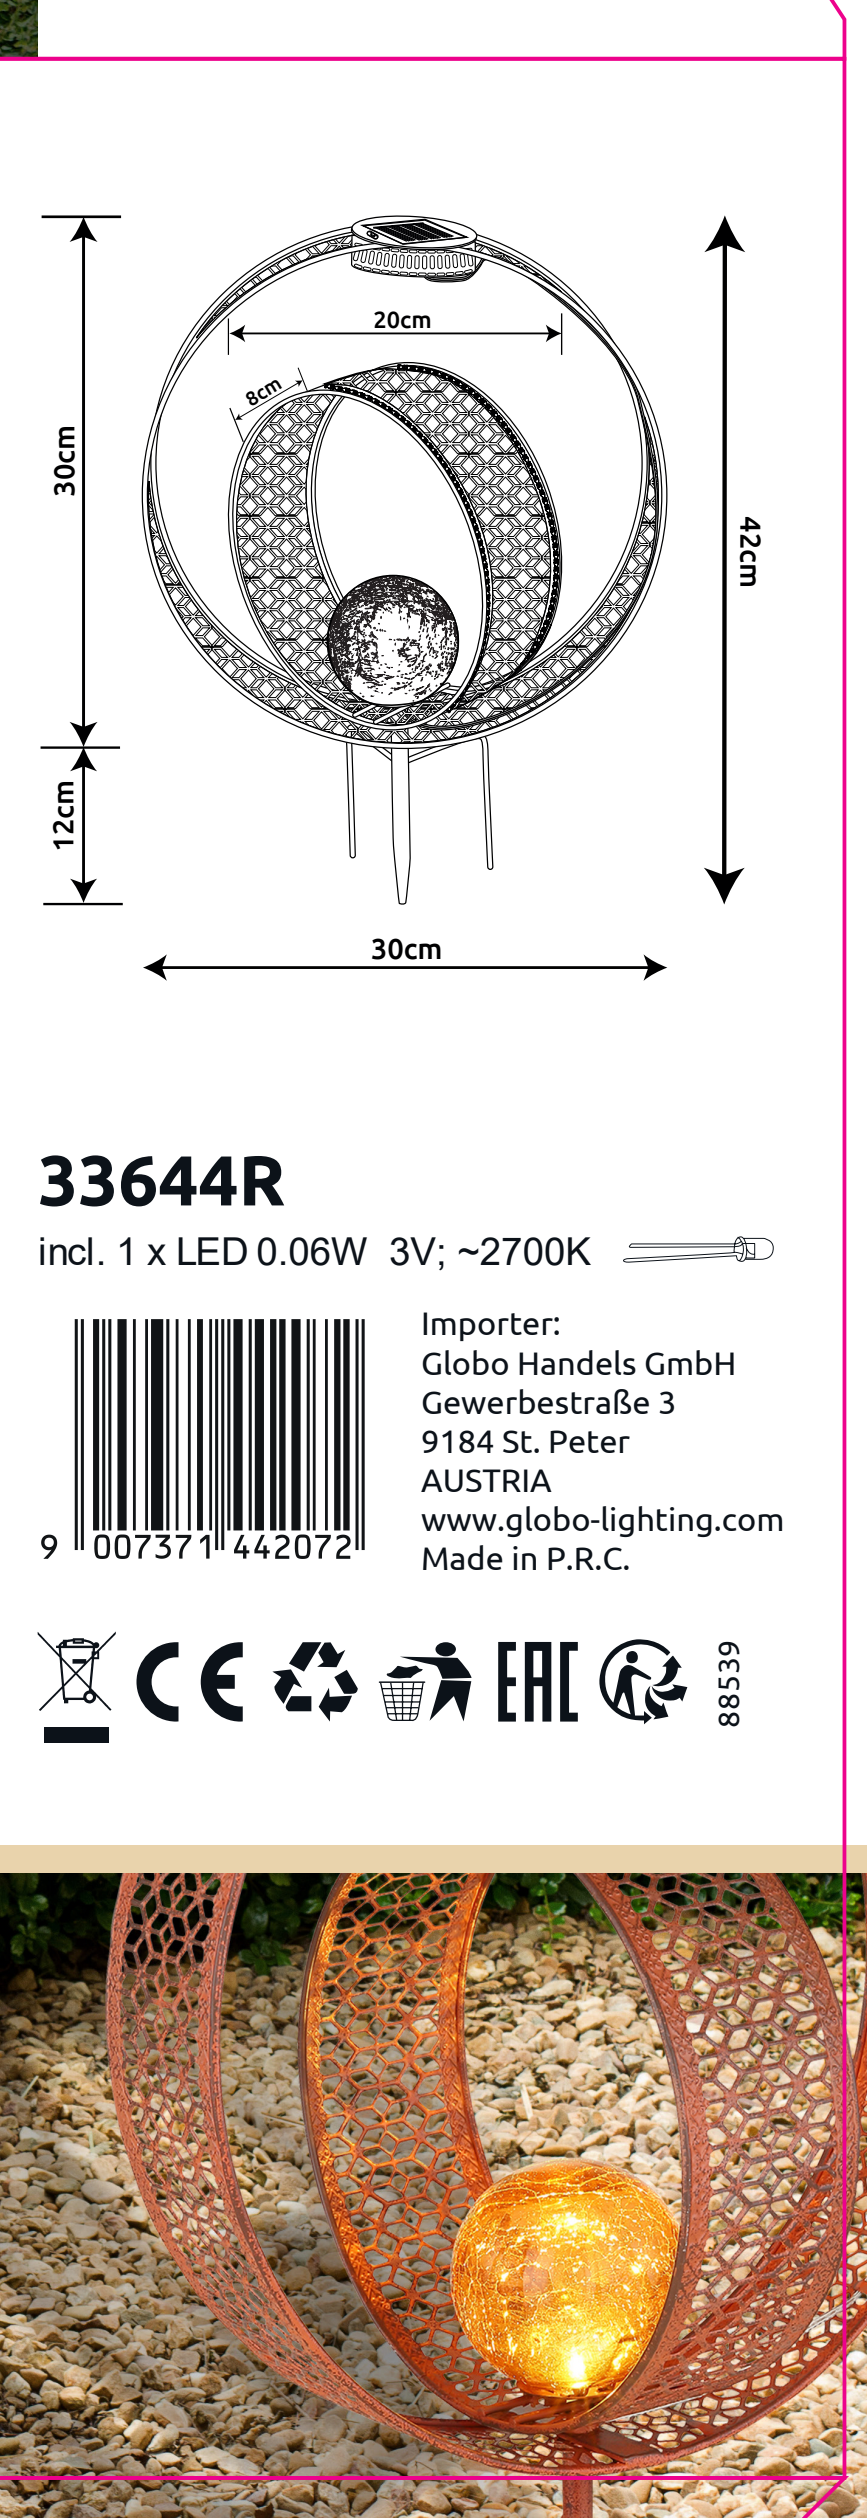 20cm
8cm
30cm
42cm
12cm
30cm
33644R
incl. 1 x LED 0.06W 3V; ~2700K
Importer:
Globo Handels GmbH
Gewerbestraße 3
9184 St. Peter
AUSTRIA
www.globo-lighting.com
Made in P.R.C.
9 007371 442072
CE
EAC
88539